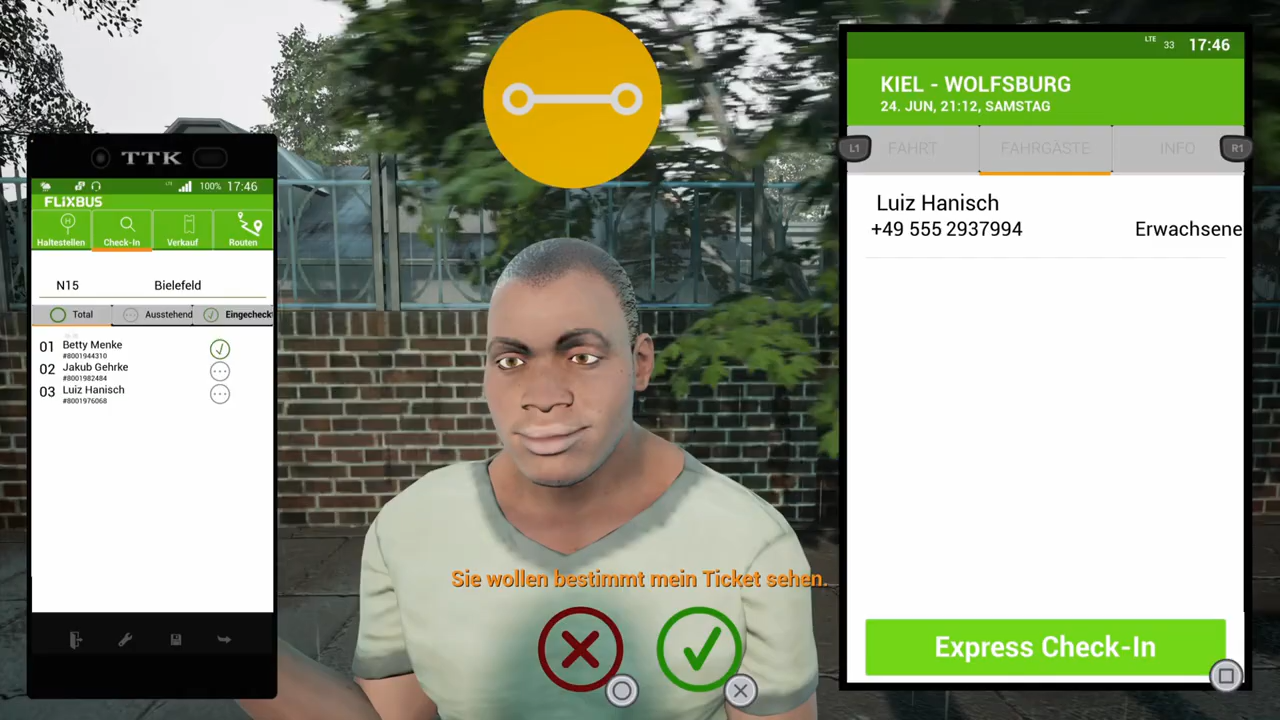 TTK
100% 17:46
FLiXBUS
Haltestellen Check-In Verkauf Routen
N15 Bielefeld
Total Ausstehend Eingecheckt
01 Betty Menke
#8001944310
02 Jakub Gehrke
#8001982484
03 Luiz Hanisch
#8001976068
Sie wollen bestimmt mein Ticket sehen.
LTE 33 17:46
KIEL - WOLFSBURG
24. JUN, 21:12, SAMSTAG
L1 FAHRT FAHRGÄSTE INFO R1
Luiz Hanisch
+49 555 2937994 Erwachsene
Express Check-In